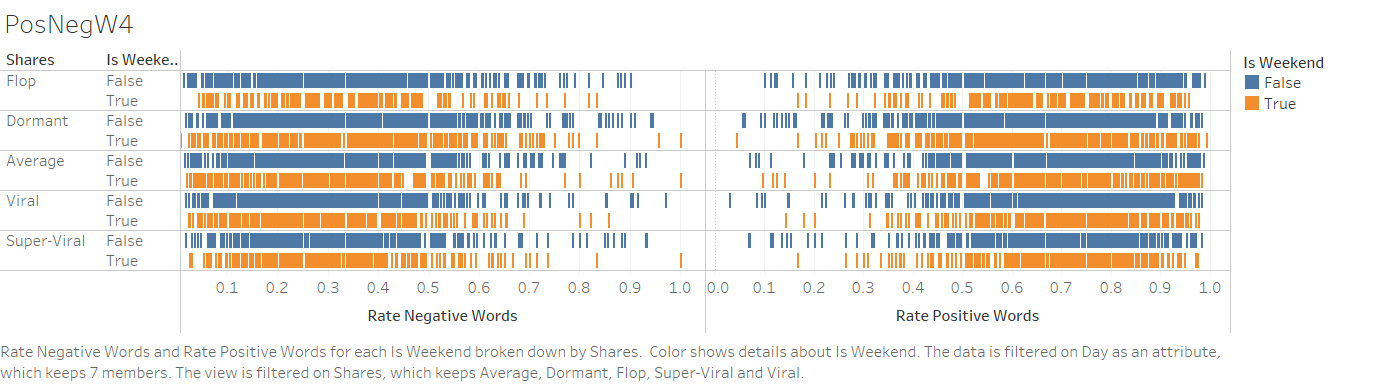 PosNegW4
Shares Is Weeke..
Is Weekend
Flop False
False
True
True
Dormant False
True
Average False
True
Viral False
True
Super-Viral False
True
0.1 0.2 0.3 0.4 0.5 0.6 0.7 0.8 0.9 1.0 0.0 0.1 0.2 0.3 0.4 0.5 0.6 0.7 0.8 0.9 1.0
Rate Negative Words Rate Positive Words
Rate Negative Words and Rate Positive Words for each Is Weekend broken down by Shares.  Color shows details about Is Weekend. The data is filtered on Day as an attribute,
which keeps 7 members. The view is filtered on Shares, which keeps Average, Dormant, Flop, Super-Viral and Viral.